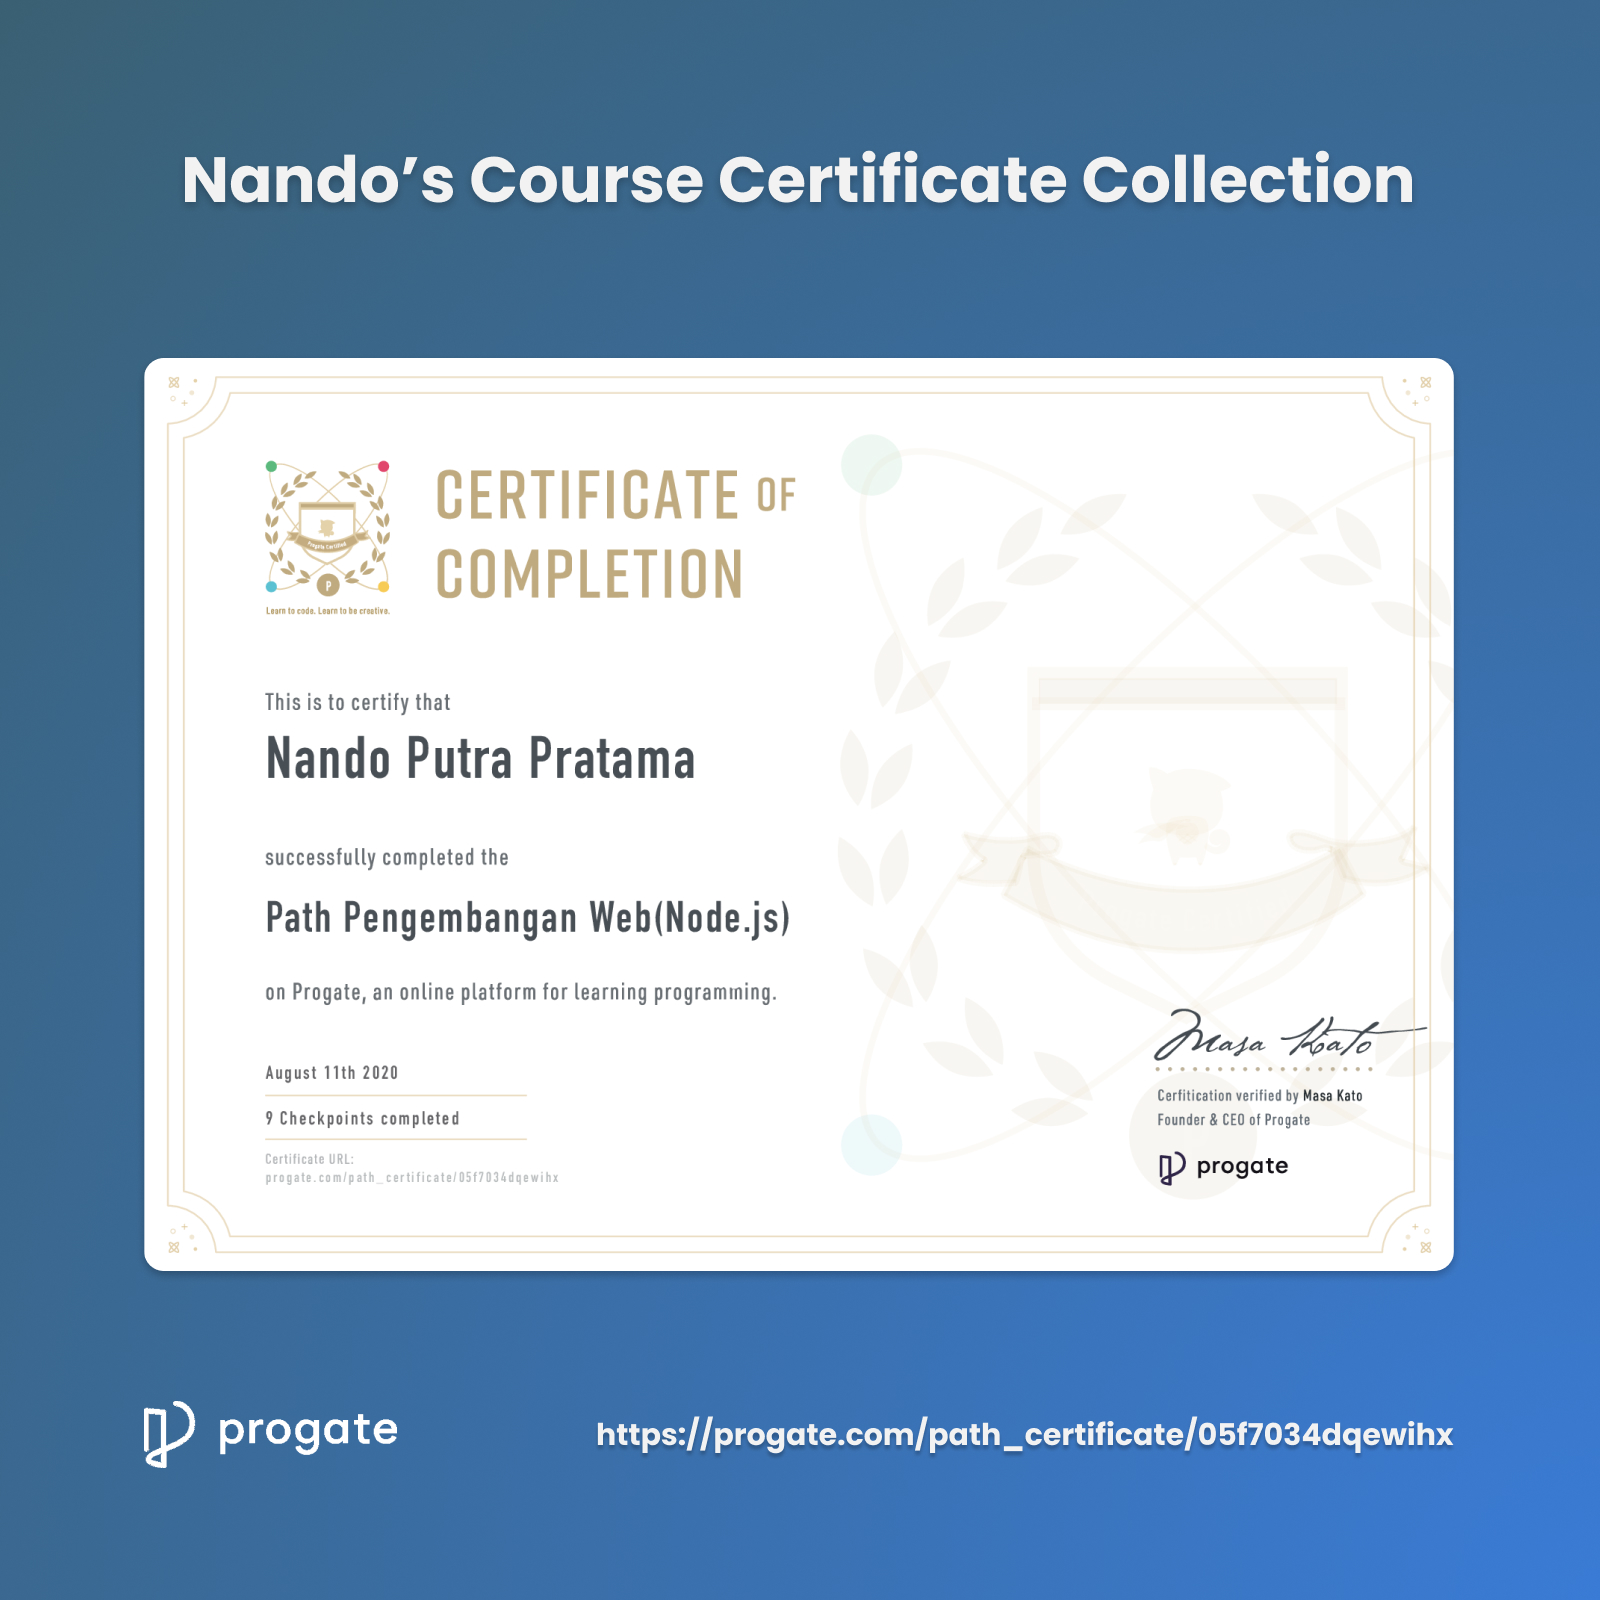 Nando’s Course Certificate Collection
CERTIFICATE OF
COMPLETION
Progate Certified
P
Learn to code. Learn to be creative.
This is to certify that
Nando Putra Pratama
successfully completed the
Path Pengembangan Web(Node.js)
on Progate, an online platform for learning programming.
August 11th 2020
9 Checkpoints completed
Certificate URL:
progate.com/path_certificate/05f7034dqewihx
Masa Kato
Cerfitication verified by Masa Kato
Founder & CEO of Progate
progate
progate
https://progate.com/path_certificate/05f7034dqewihx